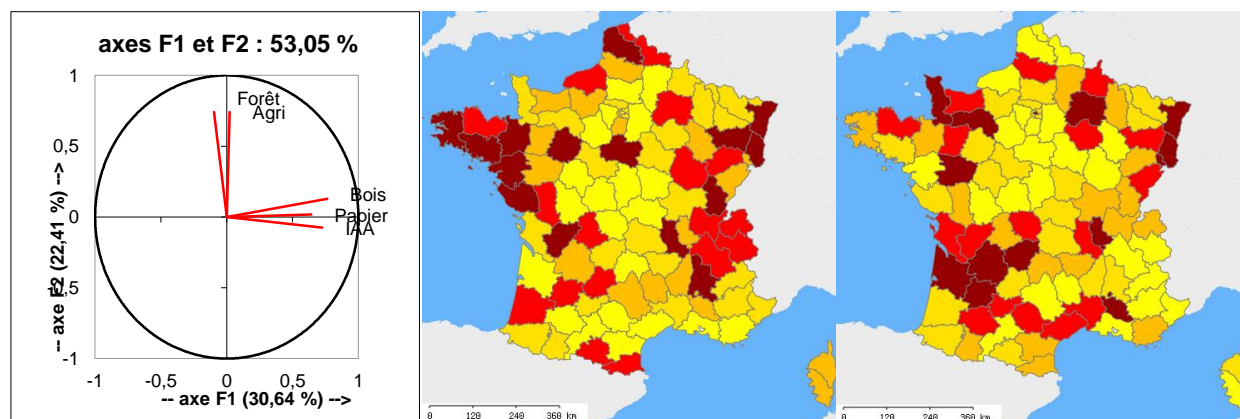 axes F1 et F2 : 53,05 %
1
Forêt
Agri
0,5
Bois
Papier
IAA
0
-0,5
-1
-- axe F2 (22,41 %) -->
-1 -0,5 0 0,5 1
-- axe F1 (30,64 %) -->
0 120 240 360 km
0 120 240 360 km